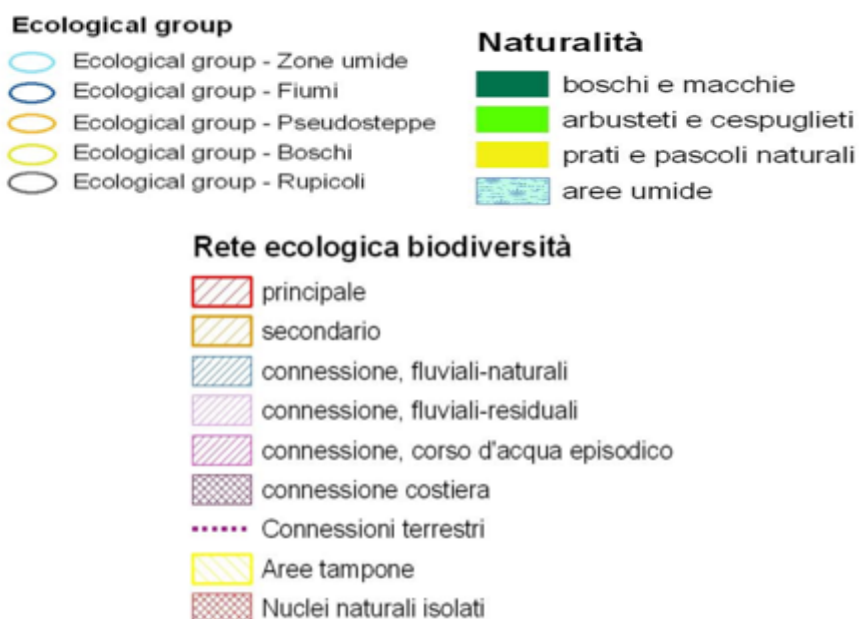 Ecological group
Ecological group - Zone umide
Ecological group - Fiumi
Ecological group - Pseudosteppe
Ecological group - Boschi
Ecological group - Rupicoli
Naturalità
boschi e macchie
arbusteti e cespuglieti
prati e pascoli naturali
aree umide
Rete ecologica biodiversità
principale
secondario
connessione, fluviali-naturali
connessione, fluviali-residuali
connessione, corso d'acqua episodico
connessione costiera
Connessioni terrestri
Aree tampone
Nuclei naturali isolati